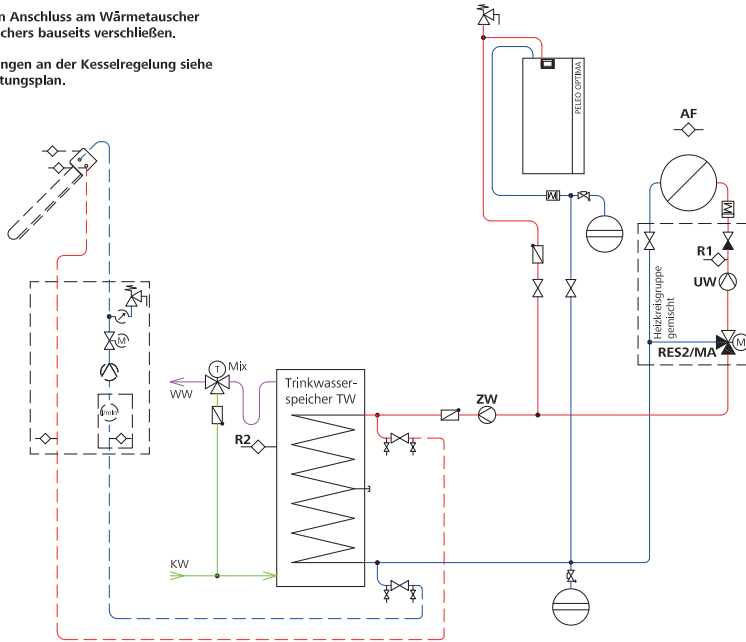 n Anschluss am Wärmetauscher
chers bauseits verschließen.
ngen an der Kesselregelung siehe
tungsplan.
PELEO OPTIMA
AF
R1
UW
Heizkreisgruppe
gemischt
RES2/MA
M
M
l/min
T
Mix
WW
Trinkwasser-
speicher TW
R2
ZW
KW